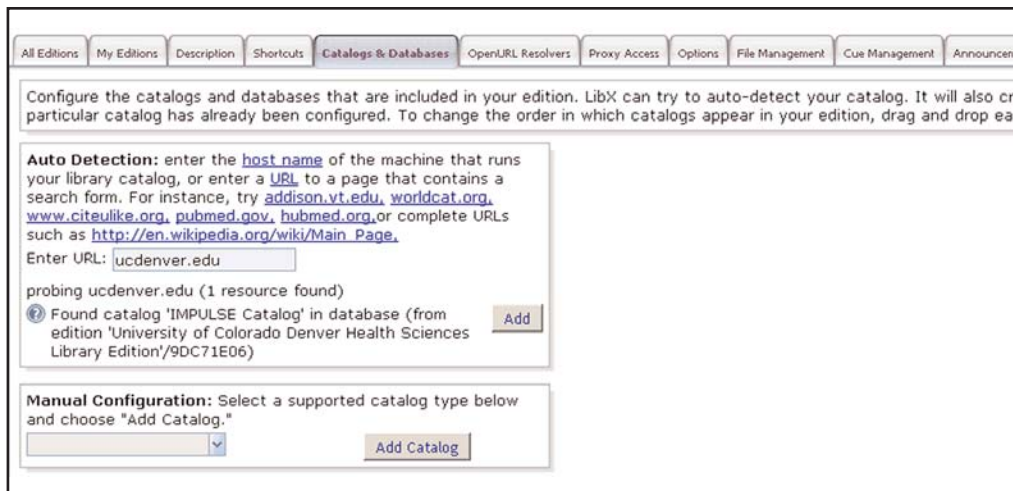 All Editions My Editions Description Shortcuts Catalogs & Databases OpenURL Resolvers Proxy Access Options File Management Cue Management
Configure the catalogs and databases that are included in your edition. LibX can try to auto-detect your catalog. It will also
particular catalog has already been configured. To change the order in which catalogs appear in your edition, drag and drop
Auto Detection: enter the host name of the machine that runs
your library catalog, or enter a URL to a page that contains a
search form. For instance, try addison.vt.edu, worldcat.org,
www.citeulike.org, pubmed.gov, hubmed.org,or complete URLs
such as http://en.wikipedia.org/wiki/Main_Page,
Enter URL: ucdenver.edu
probing ucdenver.edu (1 resource found)
Found catalog 'IMPULSE Catalog' in database (from
edition 'University of Colorado Denver Health Sciences
Library Edition'/9DC71E06)
Add
Manual Configuration: Select a supported catalog type below
and choose "Add Catalog."
Add Catalog